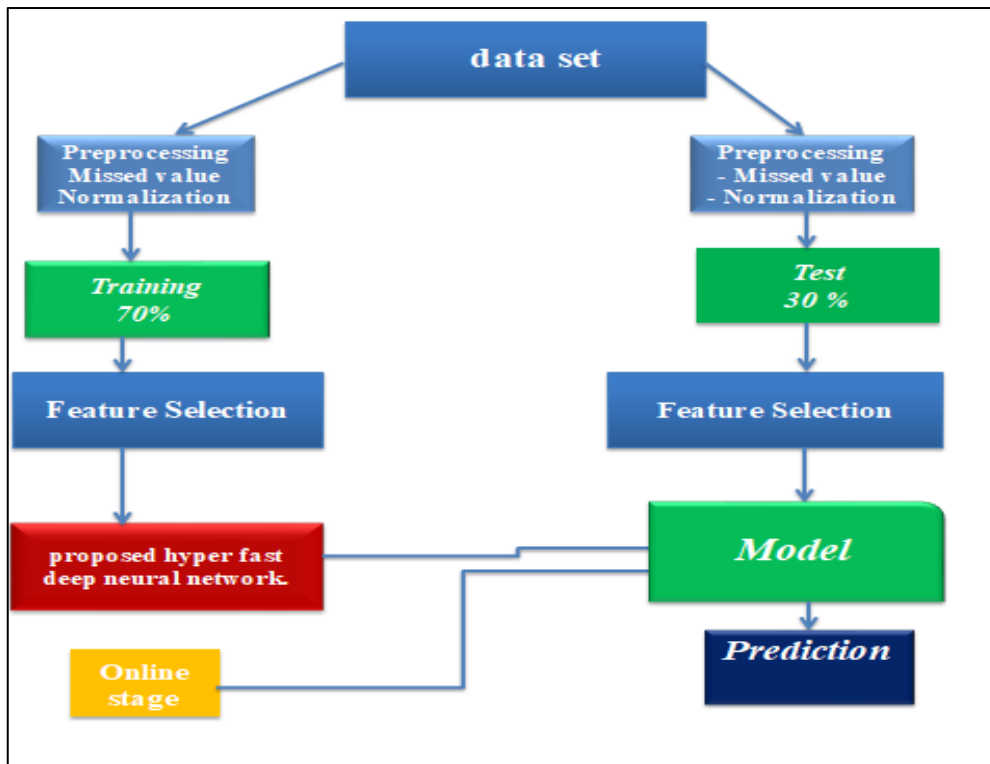 data set
Preprocessing
Missed value
Normalization
Preprocessing
- Missed value
- Normalization
Training
70%
Test
30 %
Feature Selection
Feature Selection
proposed hyper fast
deep neural network.
Model
Online
stage
Prediction